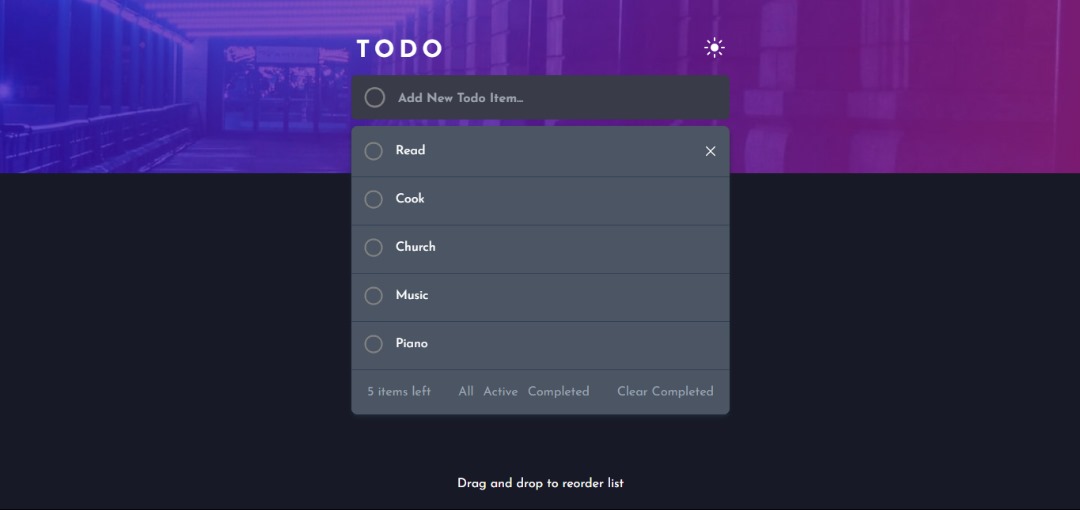 TODO
Add New Todo Item...
Read
Cook
Church
Music
Piano
5 items left All Active Completed Clear Completed
Drag and drop to reorder list